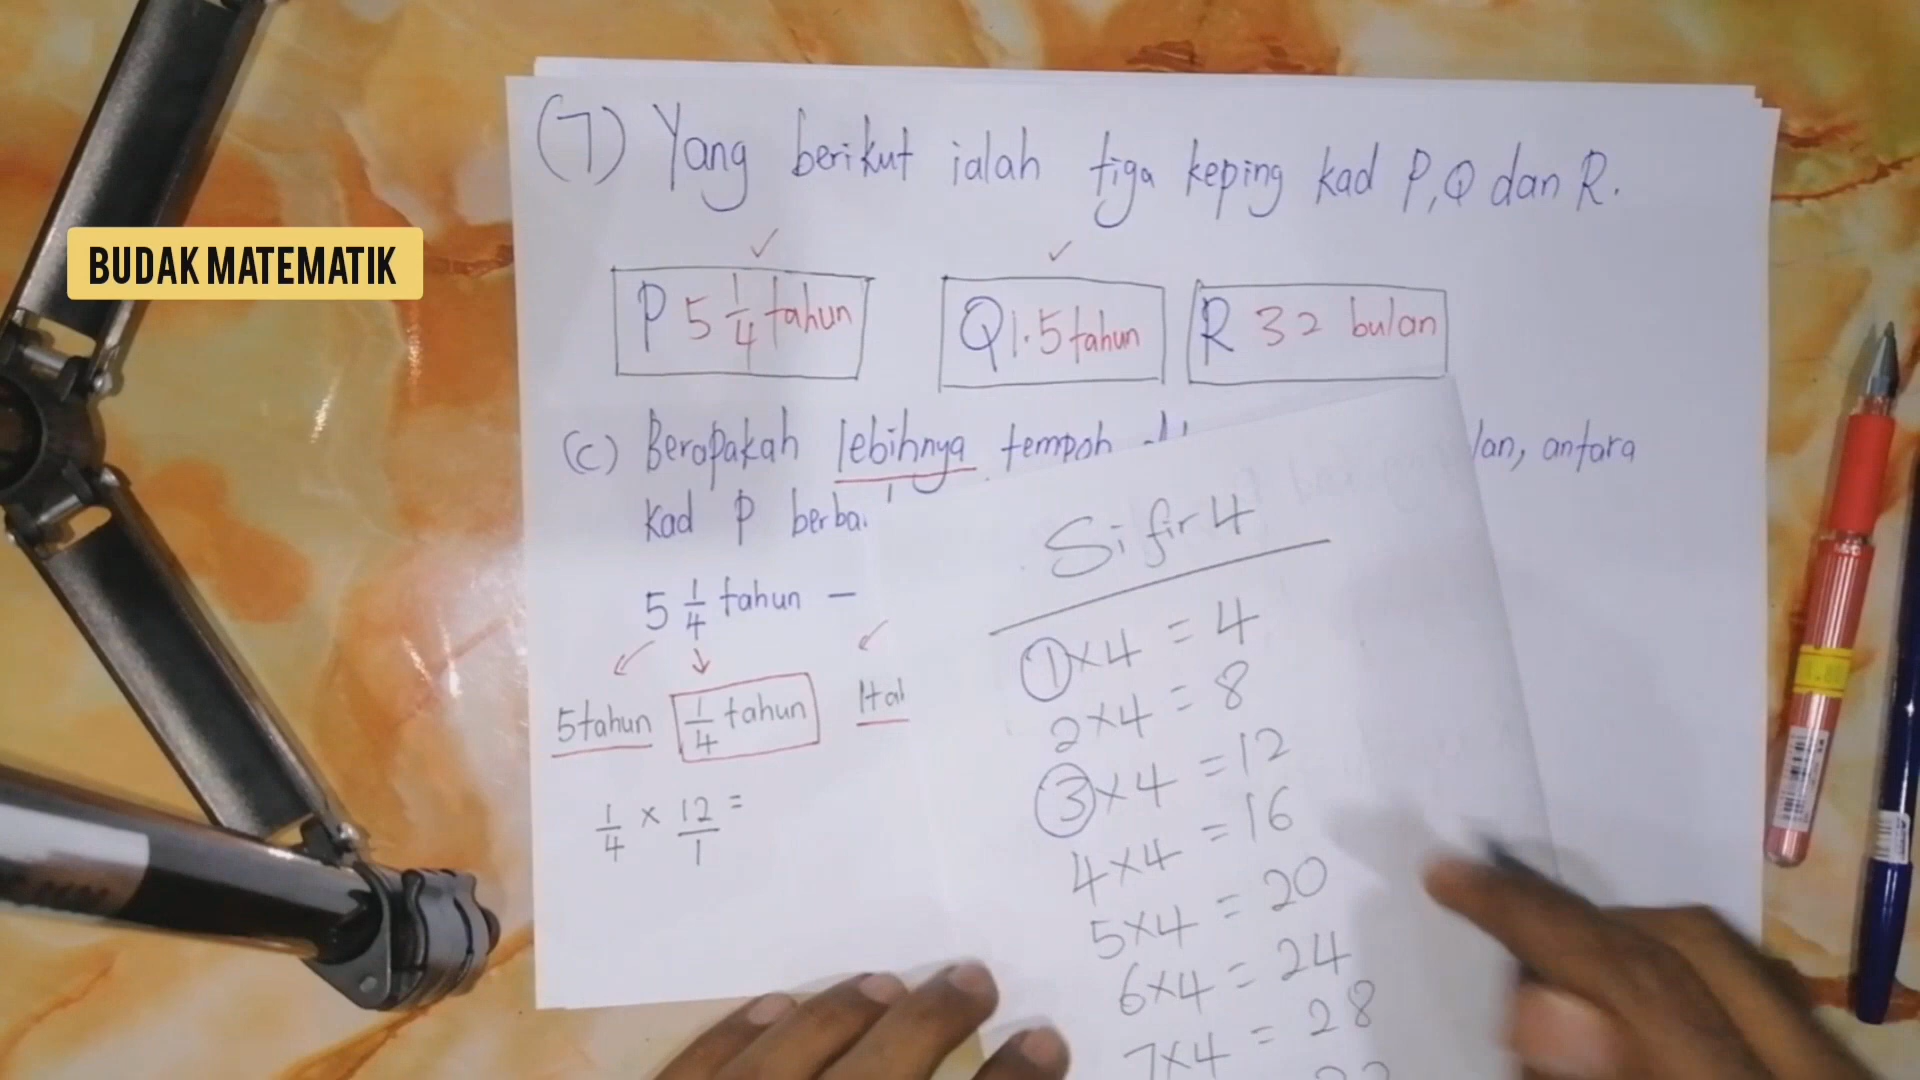 BUDAK MATEMATIK
(7) Yang berikut ialah tiga keping kad P, Q dan R.
P 5 1/4 tahun
Q 1.5 tahun
R 32 bulan
(c) Berapakah lebihnya tempoh lan, antara
kad P berba
5 1/4 tahun –
5 tahun 1/4 tahun 1 ta
1/4 × 12/1 =
Sifir 4
1×4 = 4
2×4 = 8
3×4 = 12
4×4 = 16
5×4 = 20
6×4 = 24
7×4 = 28